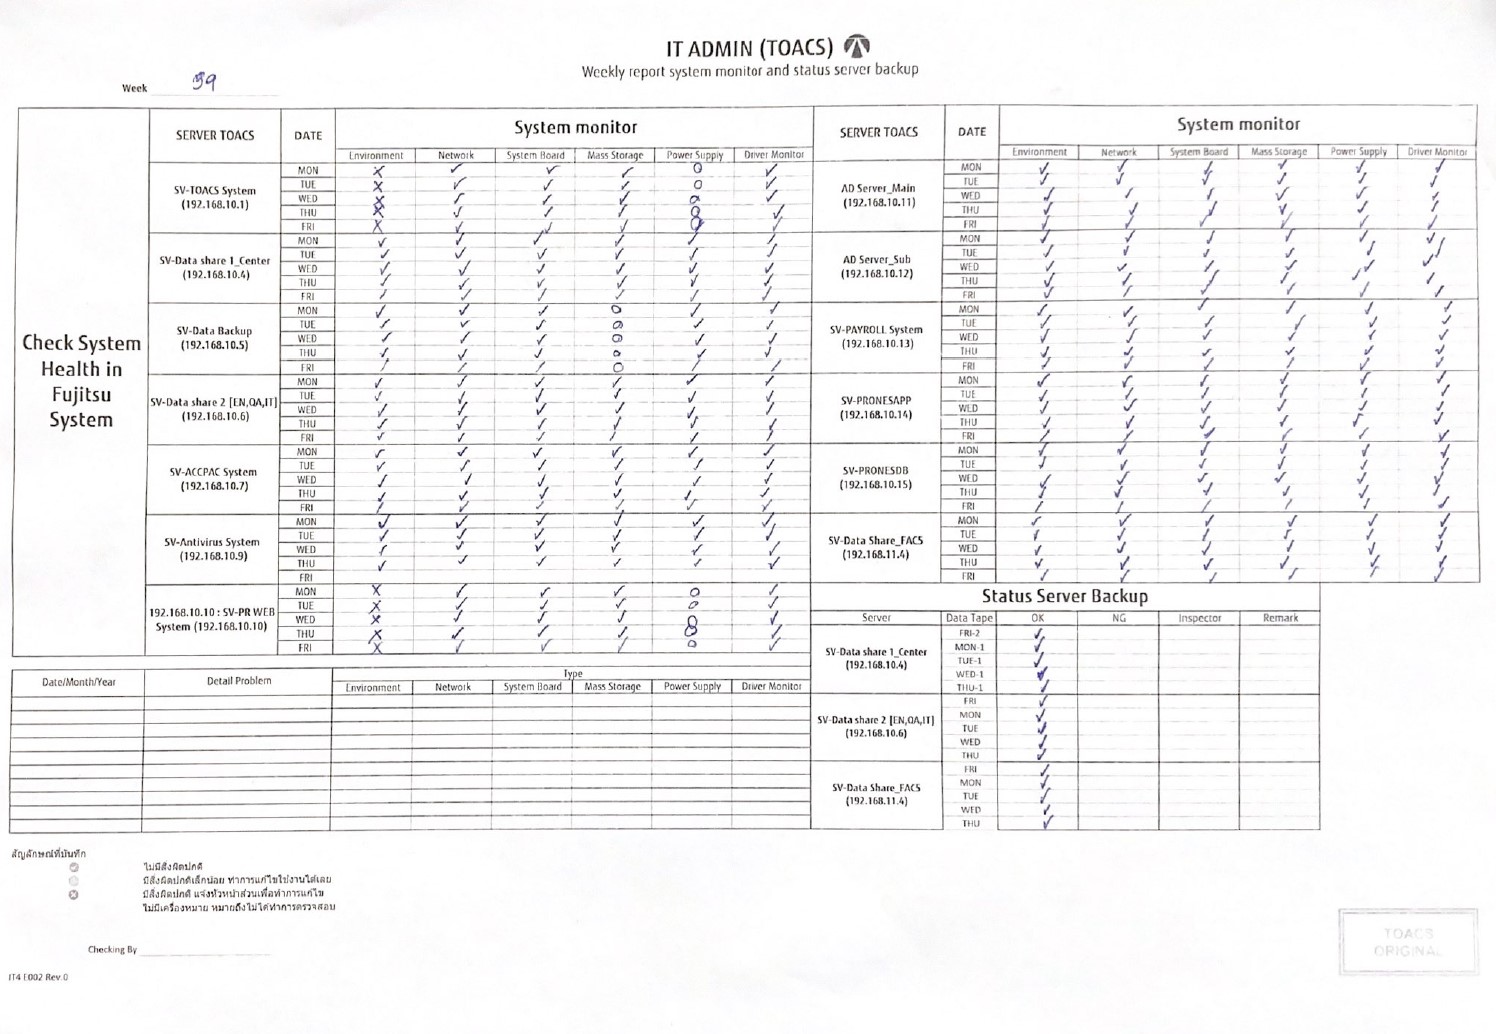 IT ADMIN (TOACS)
Weekly report system monitor and status server backup
Week 39
Check System Health in Fujitsu System
SERVER TOACS DATE System monitor
Environment Network System Board Mass Storage Power Supply Driver Monitor
SV-TOACS System (192.168.10.1)
MON X ✓ ✓ ✓ O ✓
TUE X ✓ ✓ ✓ O ✓
WED X ✓ ✓ ✓ O ✓
THU X ✓ ✓ ✓ O ✓
FRI X ✓ ✓ ✓ O ✓
SV-Data share 1_Center (192.168.10.4)
MON ✓ ✓ ✓ ✓ ✓ ✓
TUE ✓ ✓ ✓ ✓ ✓ ✓
WED ✓ ✓ ✓ ✓ ✓ ✓
THU ✓ ✓ ✓ ✓ ✓ ✓
FRI ✓ ✓ ✓ ✓ ✓ ✓
SV-Data Backup (192.168.10.5)
MON ✓ ✓ ✓ O ✓ ✓
TUE ✓ ✓ ✓ O ✓ ✓
WED ✓ ✓ ✓ O ✓ ✓
THU ✓ ✓ ✓ O ✓ ✓
FRI ✓ ✓ ✓ O ✓ ✓
SV-Data share 2 [EN,QA,IT] (192.168.10.6)
MON ✓ ✓ ✓ ✓ ✓ ✓
TUE ✓ ✓ ✓ ✓ ✓ ✓
WED ✓ ✓ ✓ ✓ ✓ ✓
THU ✓ ✓ ✓ ✓ ✓ ✓
FRI ✓ ✓ ✓ ✓ ✓ ✓
SV-ACCPAC System (192.168.10.7)
MON ✓ ✓ ✓ ✓ ✓ ✓
TUE ✓ ✓ ✓ ✓ ✓ ✓
WED ✓ ✓ ✓ ✓ ✓ ✓
THU ✓ ✓ ✓ ✓ ✓ ✓
FRI ✓ ✓ ✓ ✓ ✓ ✓
SV-Antivirus System (192.168.10.9)
MON ✓ ✓ ✓ ✓ ✓ ✓
TUE ✓ ✓ ✓ ✓ ✓ ✓
WED ✓ ✓ ✓ ✓ ✓ ✓
THU ✓ ✓ ✓ ✓ ✓ ✓
FRI
192.168.10.10 : SV-PR WEB System (192.168.10.10)
MON X ✓ ✓ ✓ O ✓
TUE X ✓ ✓ ✓ O ✓
WED X ✓ ✓ ✓ O ✓
THU X ✓ ✓ ✓ O ✓
FRI X ✓ ✓ ✓ O ✓
SERVER TOACS DATE System monitor
Environment Network System Board Mass Storage Power Supply Driver Monitor
AD Server_Main (192.168.10.11)
MON ✓ ✓ ✓ ✓ ✓ ✓
TUE ✓ ✓ ✓ ✓ ✓ ✓
WED ✓ ✓ ✓ ✓ ✓ ✓
THU ✓ ✓ ✓ ✓ ✓ ✓
FRI ✓ ✓ ✓ ✓ ✓ ✓
AD Server_Sub (192.168.10.12)
MON ✓ ✓ ✓ ✓ ✓ ✓
TUE ✓ ✓ ✓ ✓ ✓ ✓
WED ✓ ✓ ✓ ✓ ✓ ✓
THU ✓ ✓ ✓ ✓ ✓ ✓
FRI ✓ ✓ ✓ ✓ ✓ ✓
SV-PAYROLL System (192.168.10.13)
MON ✓ ✓ ✓ ✓ ✓ ✓
TUE ✓ ✓ ✓ ✓ ✓ ✓
WED ✓ ✓ ✓ ✓ ✓ ✓
THU ✓ ✓ ✓ ✓ ✓ ✓
FRI ✓ ✓ ✓ ✓ ✓ ✓
SV-PRONESAPP (192.168.10.14)
MON ✓ ✓ ✓ ✓ ✓ ✓
TUE ✓ ✓ ✓ ✓ ✓ ✓
WED ✓ ✓ ✓ ✓ ✓ ✓
THU ✓ ✓ ✓ ✓ ✓ ✓
FRI ✓ ✓ ✓ ✓ ✓ ✓
SV-PRONESDB (192.168.10.15)
MON ✓ ✓ ✓ ✓ ✓ ✓
TUE ✓ ✓ ✓ ✓ ✓ ✓
WED ✓ ✓ ✓ ✓ ✓ ✓
THU ✓ ✓ ✓ ✓ ✓ ✓
FRI ✓ ✓ ✓ ✓ ✓ ✓
SV-Data Share_FACS (192.168.11.4)
MON ✓ ✓ ✓ ✓ ✓ ✓
TUE ✓ ✓ ✓ ✓ ✓ ✓
WED ✓ ✓ ✓ ✓ ✓ ✓
THU ✓ ✓ ✓ ✓ ✓ ✓
FRI ✓ ✓ ✓ ✓ ✓ ✓
Status Server Backup
Server Data Tape OK NG Inspector Remark
SV-Data share 1_Center (192.168.10.4)
FRI-2 ✓
MON-1 ✓
TUE-1 ✓
WED-1 ✓
THU-1 ✓
SV-Data share 2 [EN,QA,IT] (192.168.10.6)
FRI ✓
MON ✓
TUE ✓
WED ✓
THU ✓
SV-Data Share_FACS (192.168.11.4)
FRI ✓
MON ✓
TUE ✓
WED ✓
THU ✓
Date/Month/Year Detail Problem Type
Environment Network System Board Mass Storage Power Supply Driver Monitor
สัญลักษณ์ที่บันทึก
ไม่มีสิ่งผิดปกติ
มีสิ่งผิดปกติเล็กน้อย ทำการแก้ไขใช้งานได้เลย
มีสิ่งผิดปกติ แจ้งหัวหน้าส่วนเพื่อทำการแก้ไข
ไม่มีเครื่องหมาย หมายถึงไม่ได้ทำการตรวจสอบ
Checking By
IT4 F002 Rev.0
TOACS
ORIGINAL